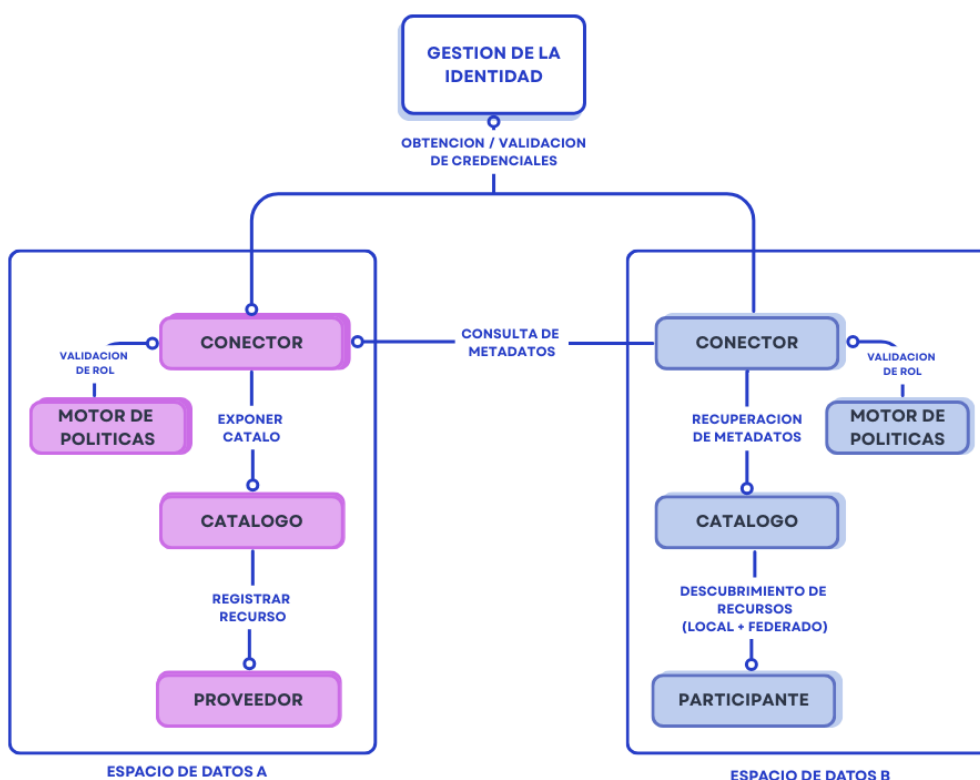 GESTION DE LA
IDENTIDAD
OBTENCION / VALIDACION
DE CREDENCIALES
CONECTOR
VALIDACION
DE ROL
MOTOR DE
POLITICAS
EXPONER
CATALO
CATALOGO
REGISTRAR
RECURSO
PROVEEDOR
ESPACIO DE DATOS A
CONSULTA DE
METADATOS
CONECTOR
VALIDACION
DE ROL
MOTOR DE
POLITICAS
RECUPERACION
DE METADATOS
CATALOGO
DESCUBRIMIENTO DE
RECURSOS
(LOCAL + FEDERADO)
PARTICIPANTE
ESPACIO DE DATOS B